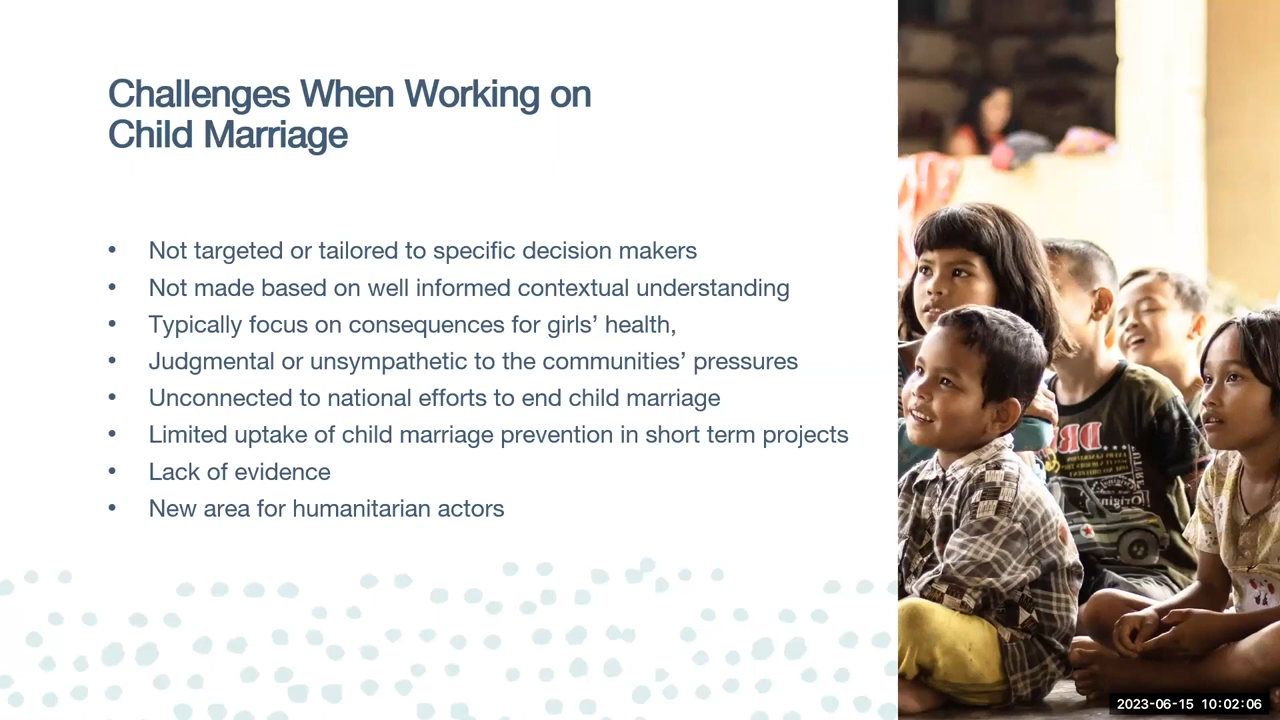 Challenges When Working on
Child Marriage
• Not targeted or tailored to specific decision makers
• Not made based on well informed contextual understanding
• Typically focus on consequences for girls’ health,
• Judgmental or unsympathetic to the communities’ pressures
• Unconnected to national efforts to end child marriage
• Limited uptake of child marriage prevention in short term projects
• Lack of evidence
• New area for humanitarian actors
Origin
2023-06-15 10:02:06